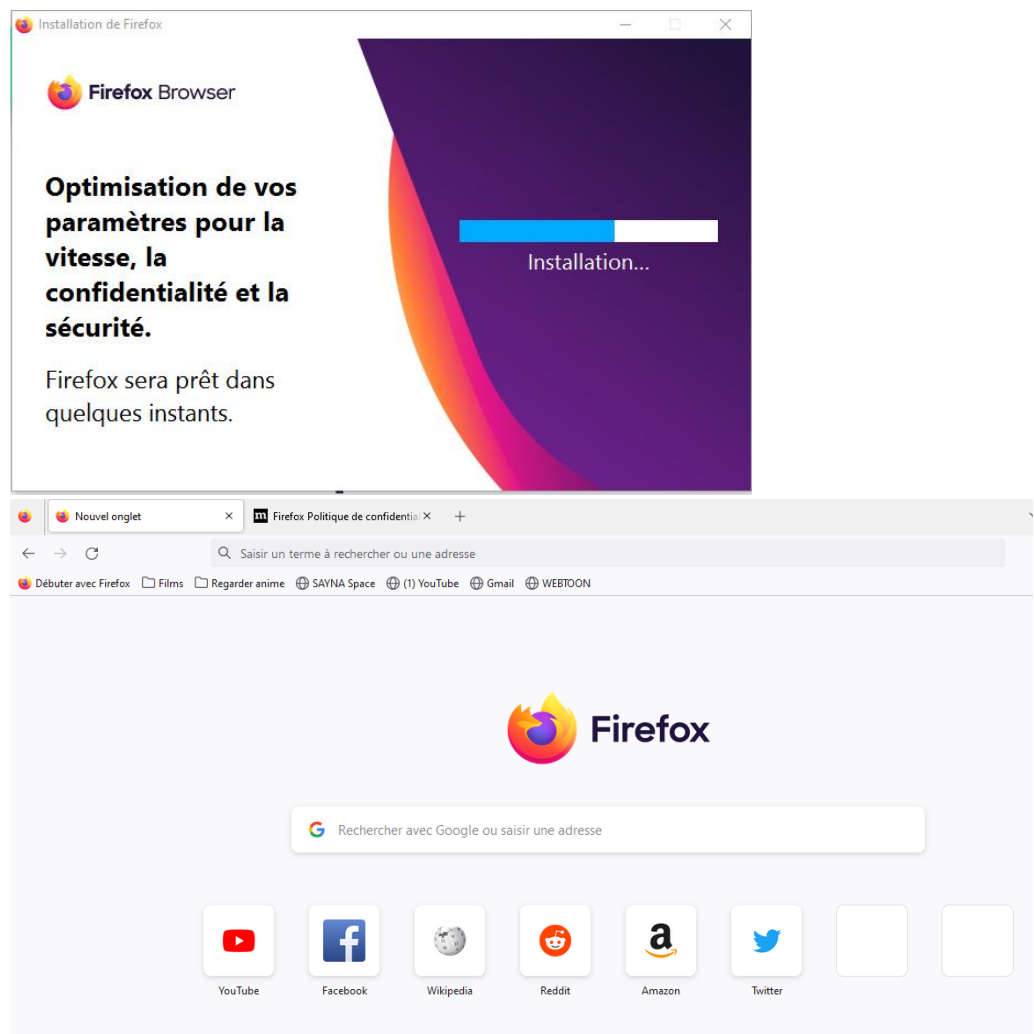 Installation de Firefox
Firefox Browser
Optimisation de vos
paramètres pour la
vitesse, la
confidentialité et la
sécurité.
Firefox sera prêt dans
quelques instants.
Installation...
Nouvel onglet
Firefox Politique de confidential
Saisir un terme à rechercher ou une adresse
Débuter avec Firefox Films Regarder anime SAYNA Space (1) YouTube Gmail WEBTOON
Firefox
Rechercher avec Google ou saisir une adresse
YouTube Facebook Wikipedia Reddit Amazon Twitter